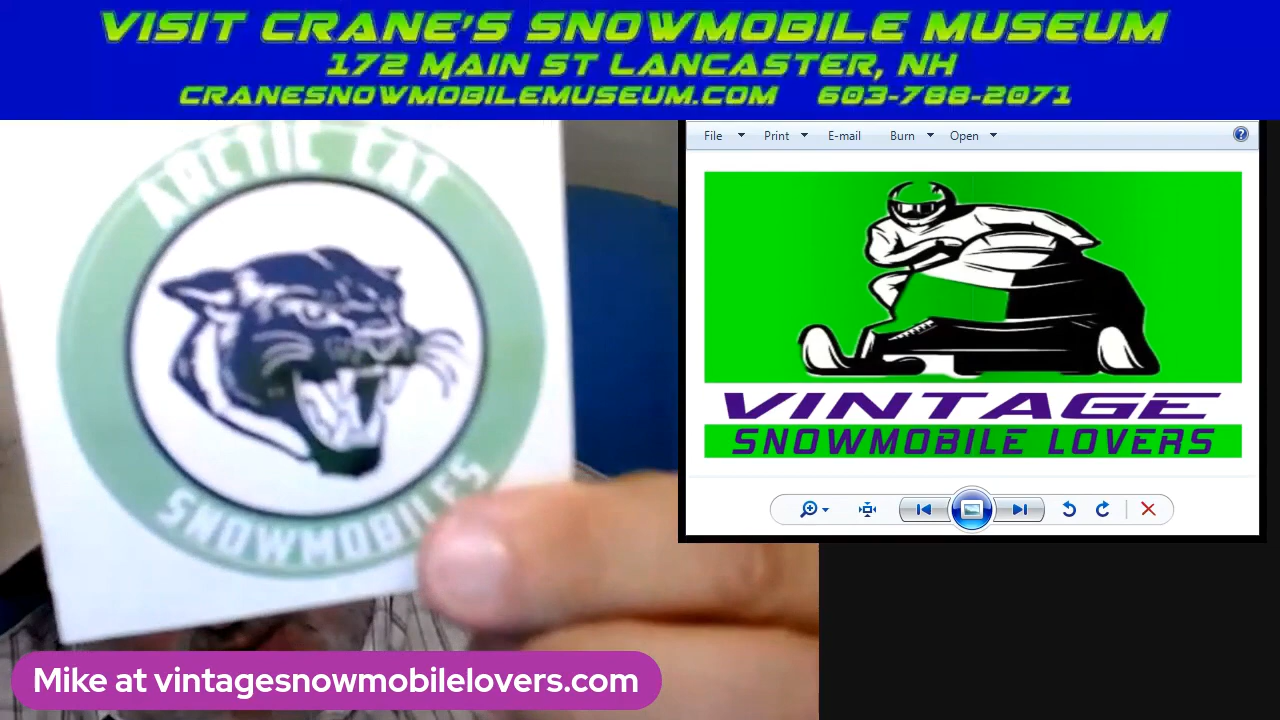 VISIT CRANE'S SNOWMOBILE MUSEUM
172 MAIN ST LANCASTER, NH
CRANESNOWMOBILEMUSEUM.COM 603-788-2071
ARCTIC CAT
SNOWMOBILES
File Print E-mail Burn Open
VINTAGE
SNOWMOBILE LOVERS
Mike at vintagesnowmobilelovers.com